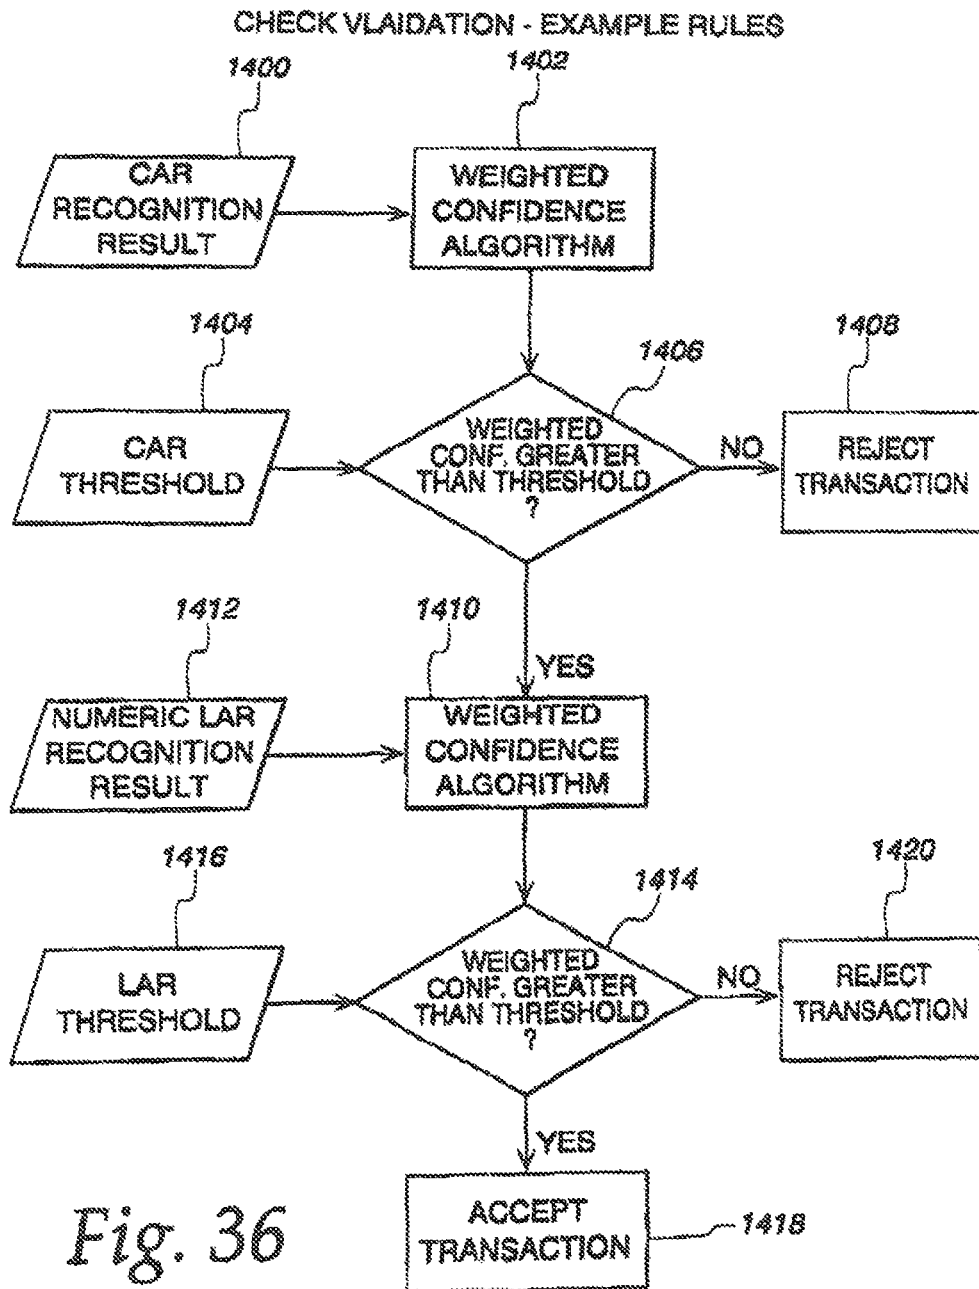 CHECK VLAIDATION - EXAMPLE RULES
1400
1402
CAR
RECOGNITION
RESULT
WEIGHTED
CONFIDENCE
ALGORITHM
1404
1406
1408
CAR
THRESHOLD
WEIGHTED
CONF. GREATER
THAN THRESHOLD
?
NO
REJECT
TRANSACTION
1412
1410
YES
NUMERIC LAR
RECOGNITION
RESULT
WEIGHTED
CONFIDENCE
ALGORITHM
1416
1414
1420
LAR
THRESHOLD
WEIGHTED
CONF. GREATER
THAN THRESHOLD
?
NO
REJECT
TRANSACTION
YES
ACCEPT
TRANSACTION
1418
Fig. 36